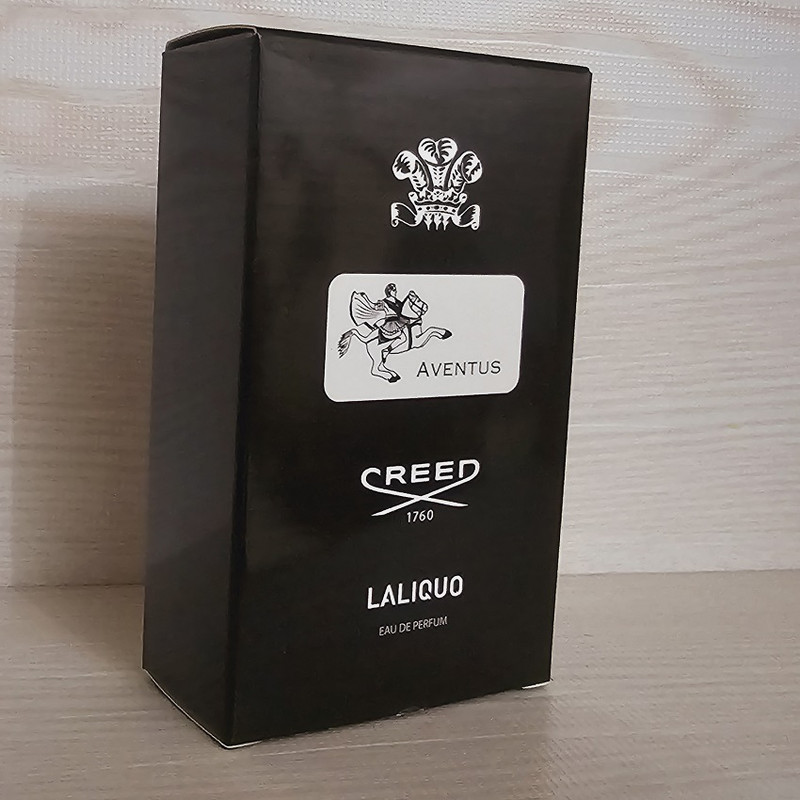 AVENTUS
CREED
1760
LALIQUO
EAU DE PERFUM